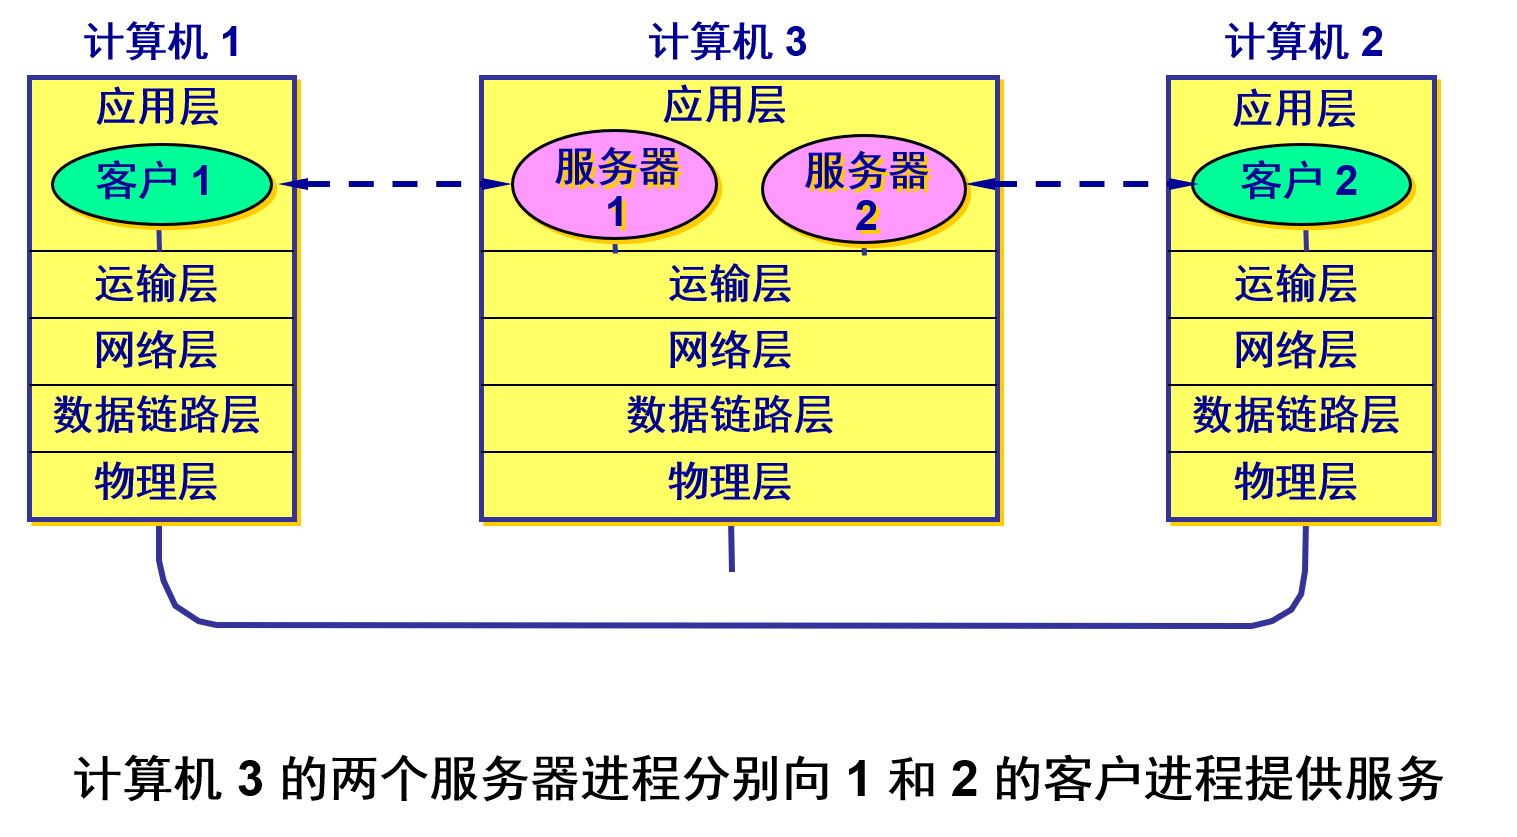 计算机 1
应用层
客户 1
运输层
网络层
数据链路层
物理层
计算机 3
应用层
服务器
1
服务器
2
运输层
网络层
数据链路层
物理层
计算机 2
应用层
客户 2
运输层
网络层
数据链路层
物理层
计算机 3 的两个服务器进程分别向 1 和 2 的客户进程提供服务